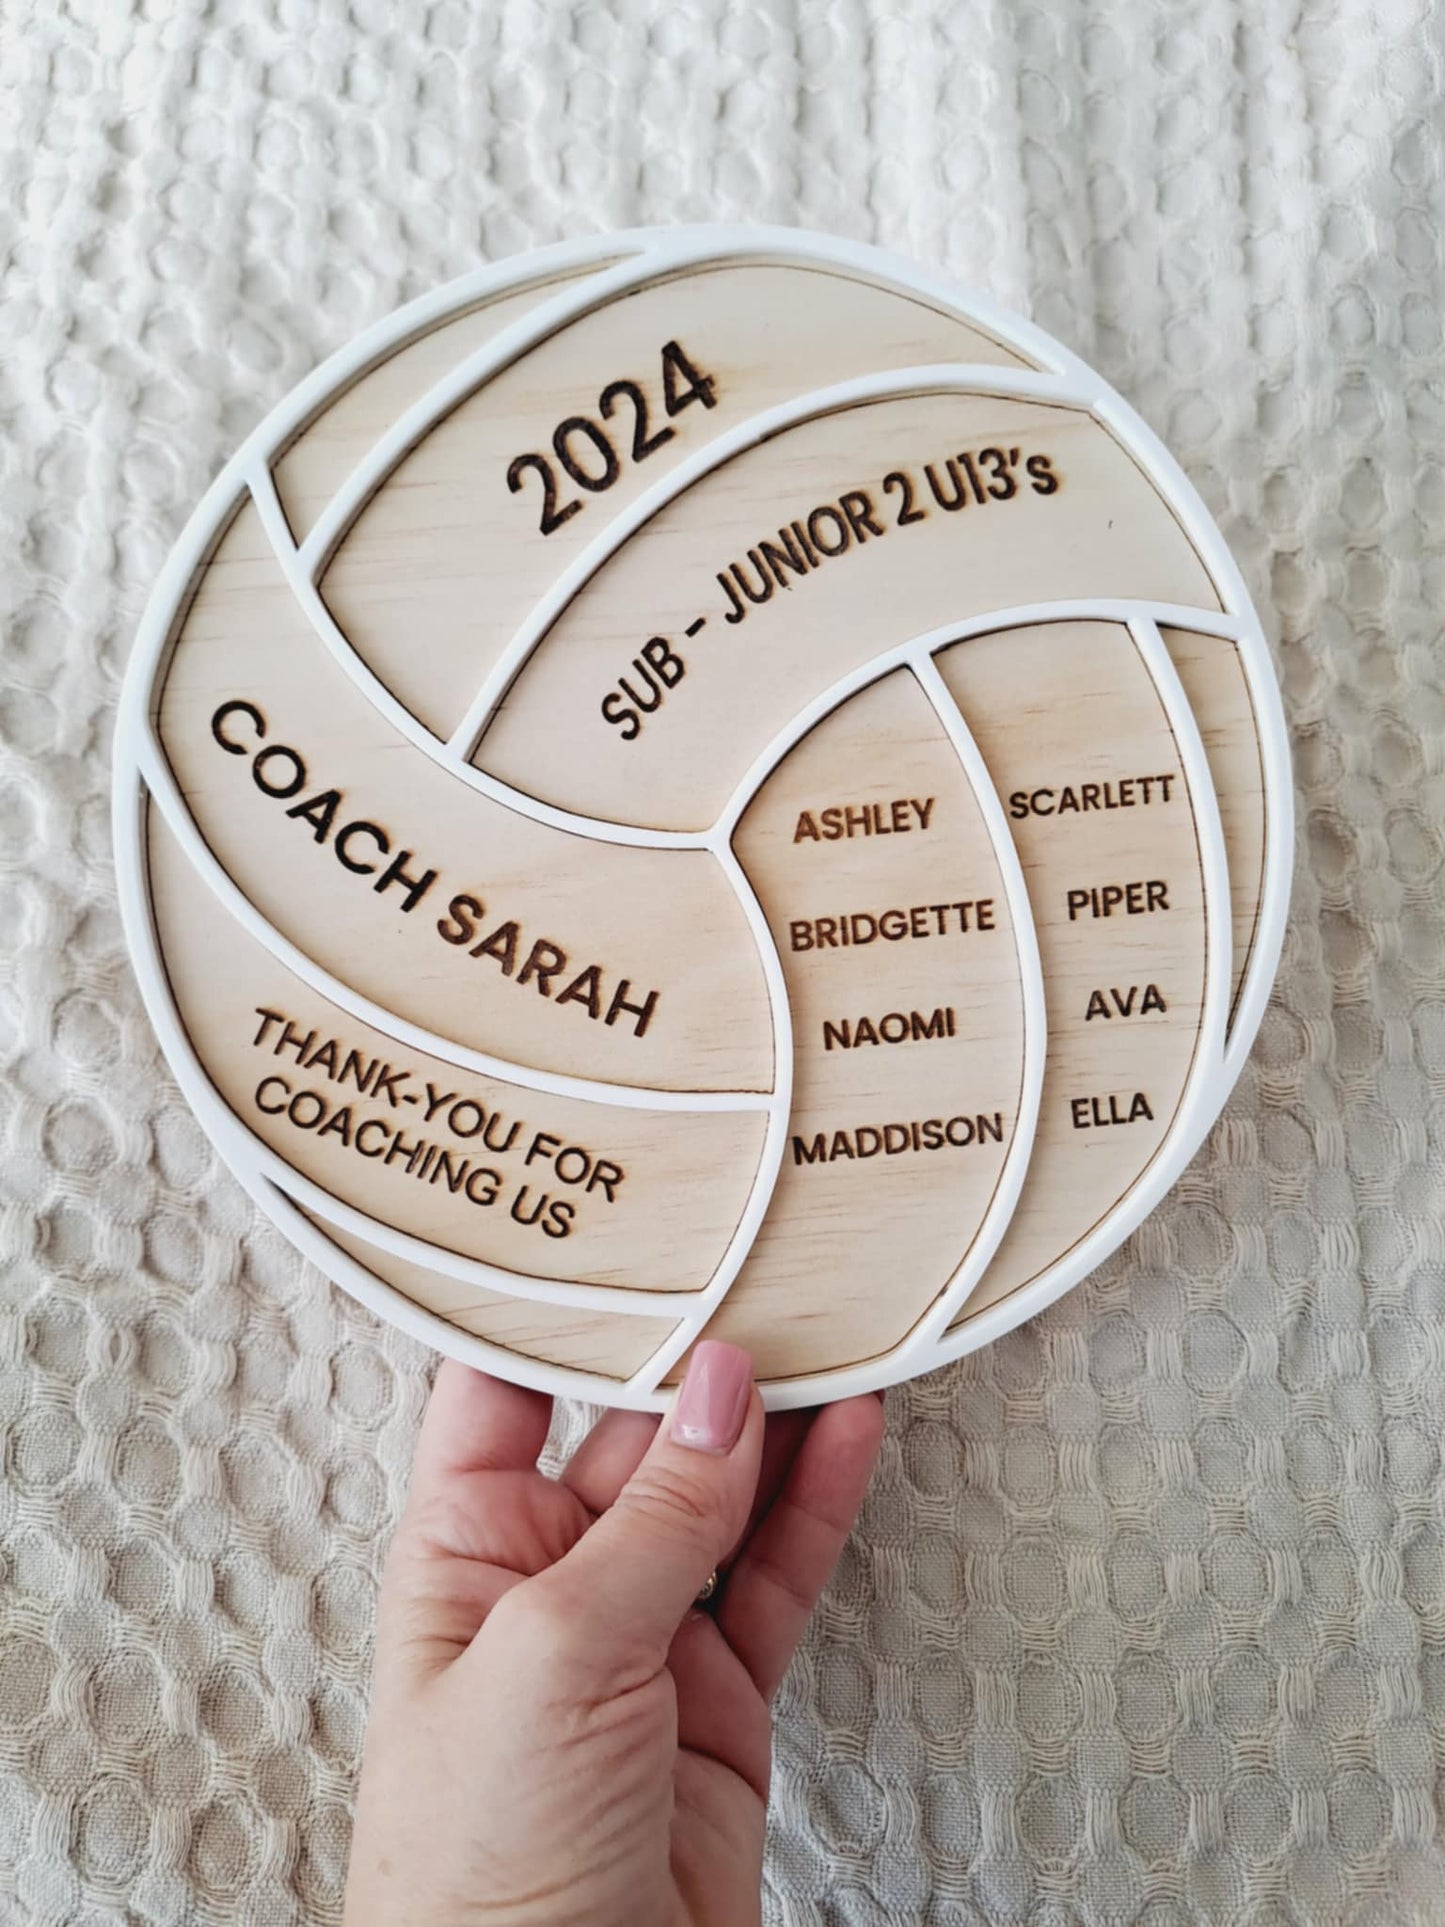 2024
SUB - JUNIOR 2 U13's
COACH SARAH
THANK-YOU FOR
COACHING US
ASHLEY
BRIDGETTE
NAOMI
MADDISON
SCARLETT
PIPER
AVA
ELLA